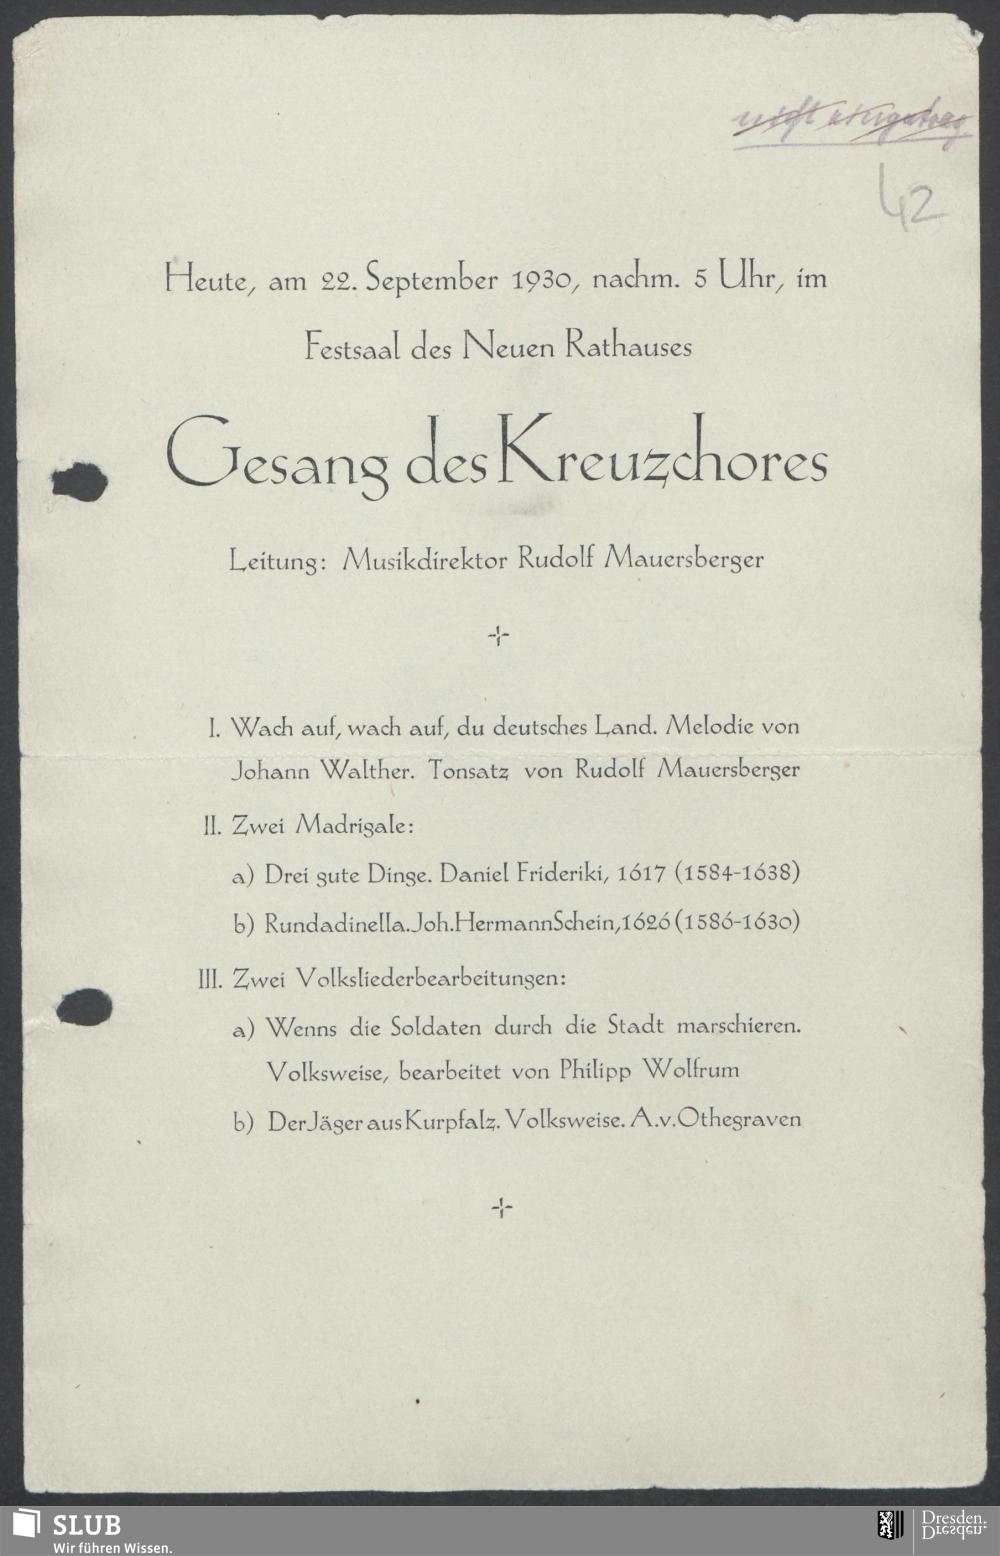 nicht eingetrag
42
Heute, am 22. September 1930, nachm. 5 Uhr, im
Festsaal des Neuen Rathauses
Gesang des Kreuzchores
Leitung: Musikdirektor Rudolf Mauersberger
I. Wach auf, wach auf, du deutsches Land. Melodie von
Johann Walther. Tonsatz von Rudolf Mauersberger
II. Zwei Madrigale:
a) Drei gute Dinge. Daniel Frideriki, 1617 (1584-1638)
b) Rundadinella. Joh. Hermann Schein, 1626 (1586-1630)
III. Zwei Volksliederbearbeitungen:
a) Wenns die Soldaten durch die Stadt marschieren.
Volksweise, bearbeitet von Philipp Wolfrum
b) Der Jäger aus Kurpfalz. Volksweise. A. v. Othegraven
SLUB
Wir führen Wissen.
Dresden.
Dresden.